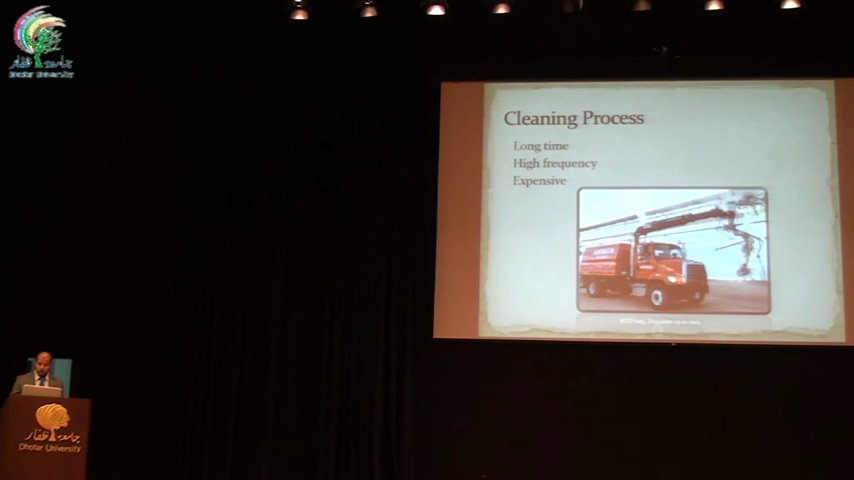 جامعة ظفار
Dhofar University
Cleaning Process
Long time
High frequency
Expensive
جامعة ظفار
Dhofar University